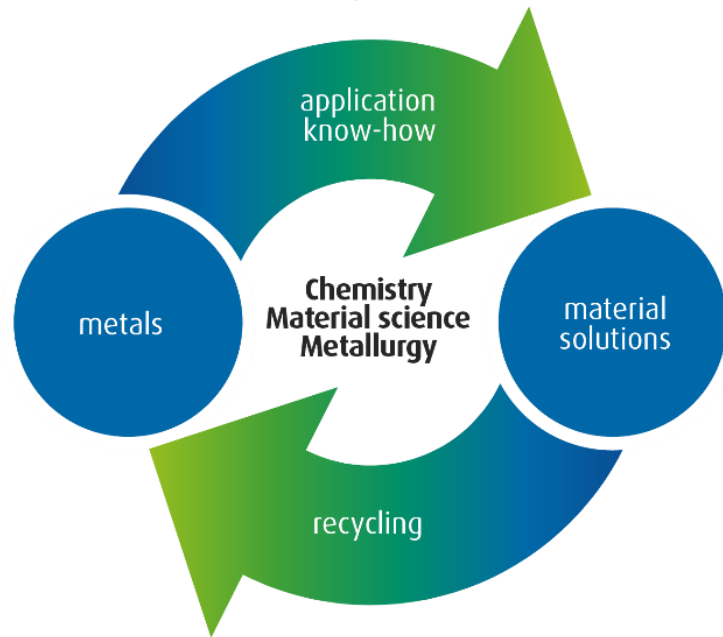 application
know-how
metals
Chemistry
Material science
Metallurgy
material
solutions
recycling